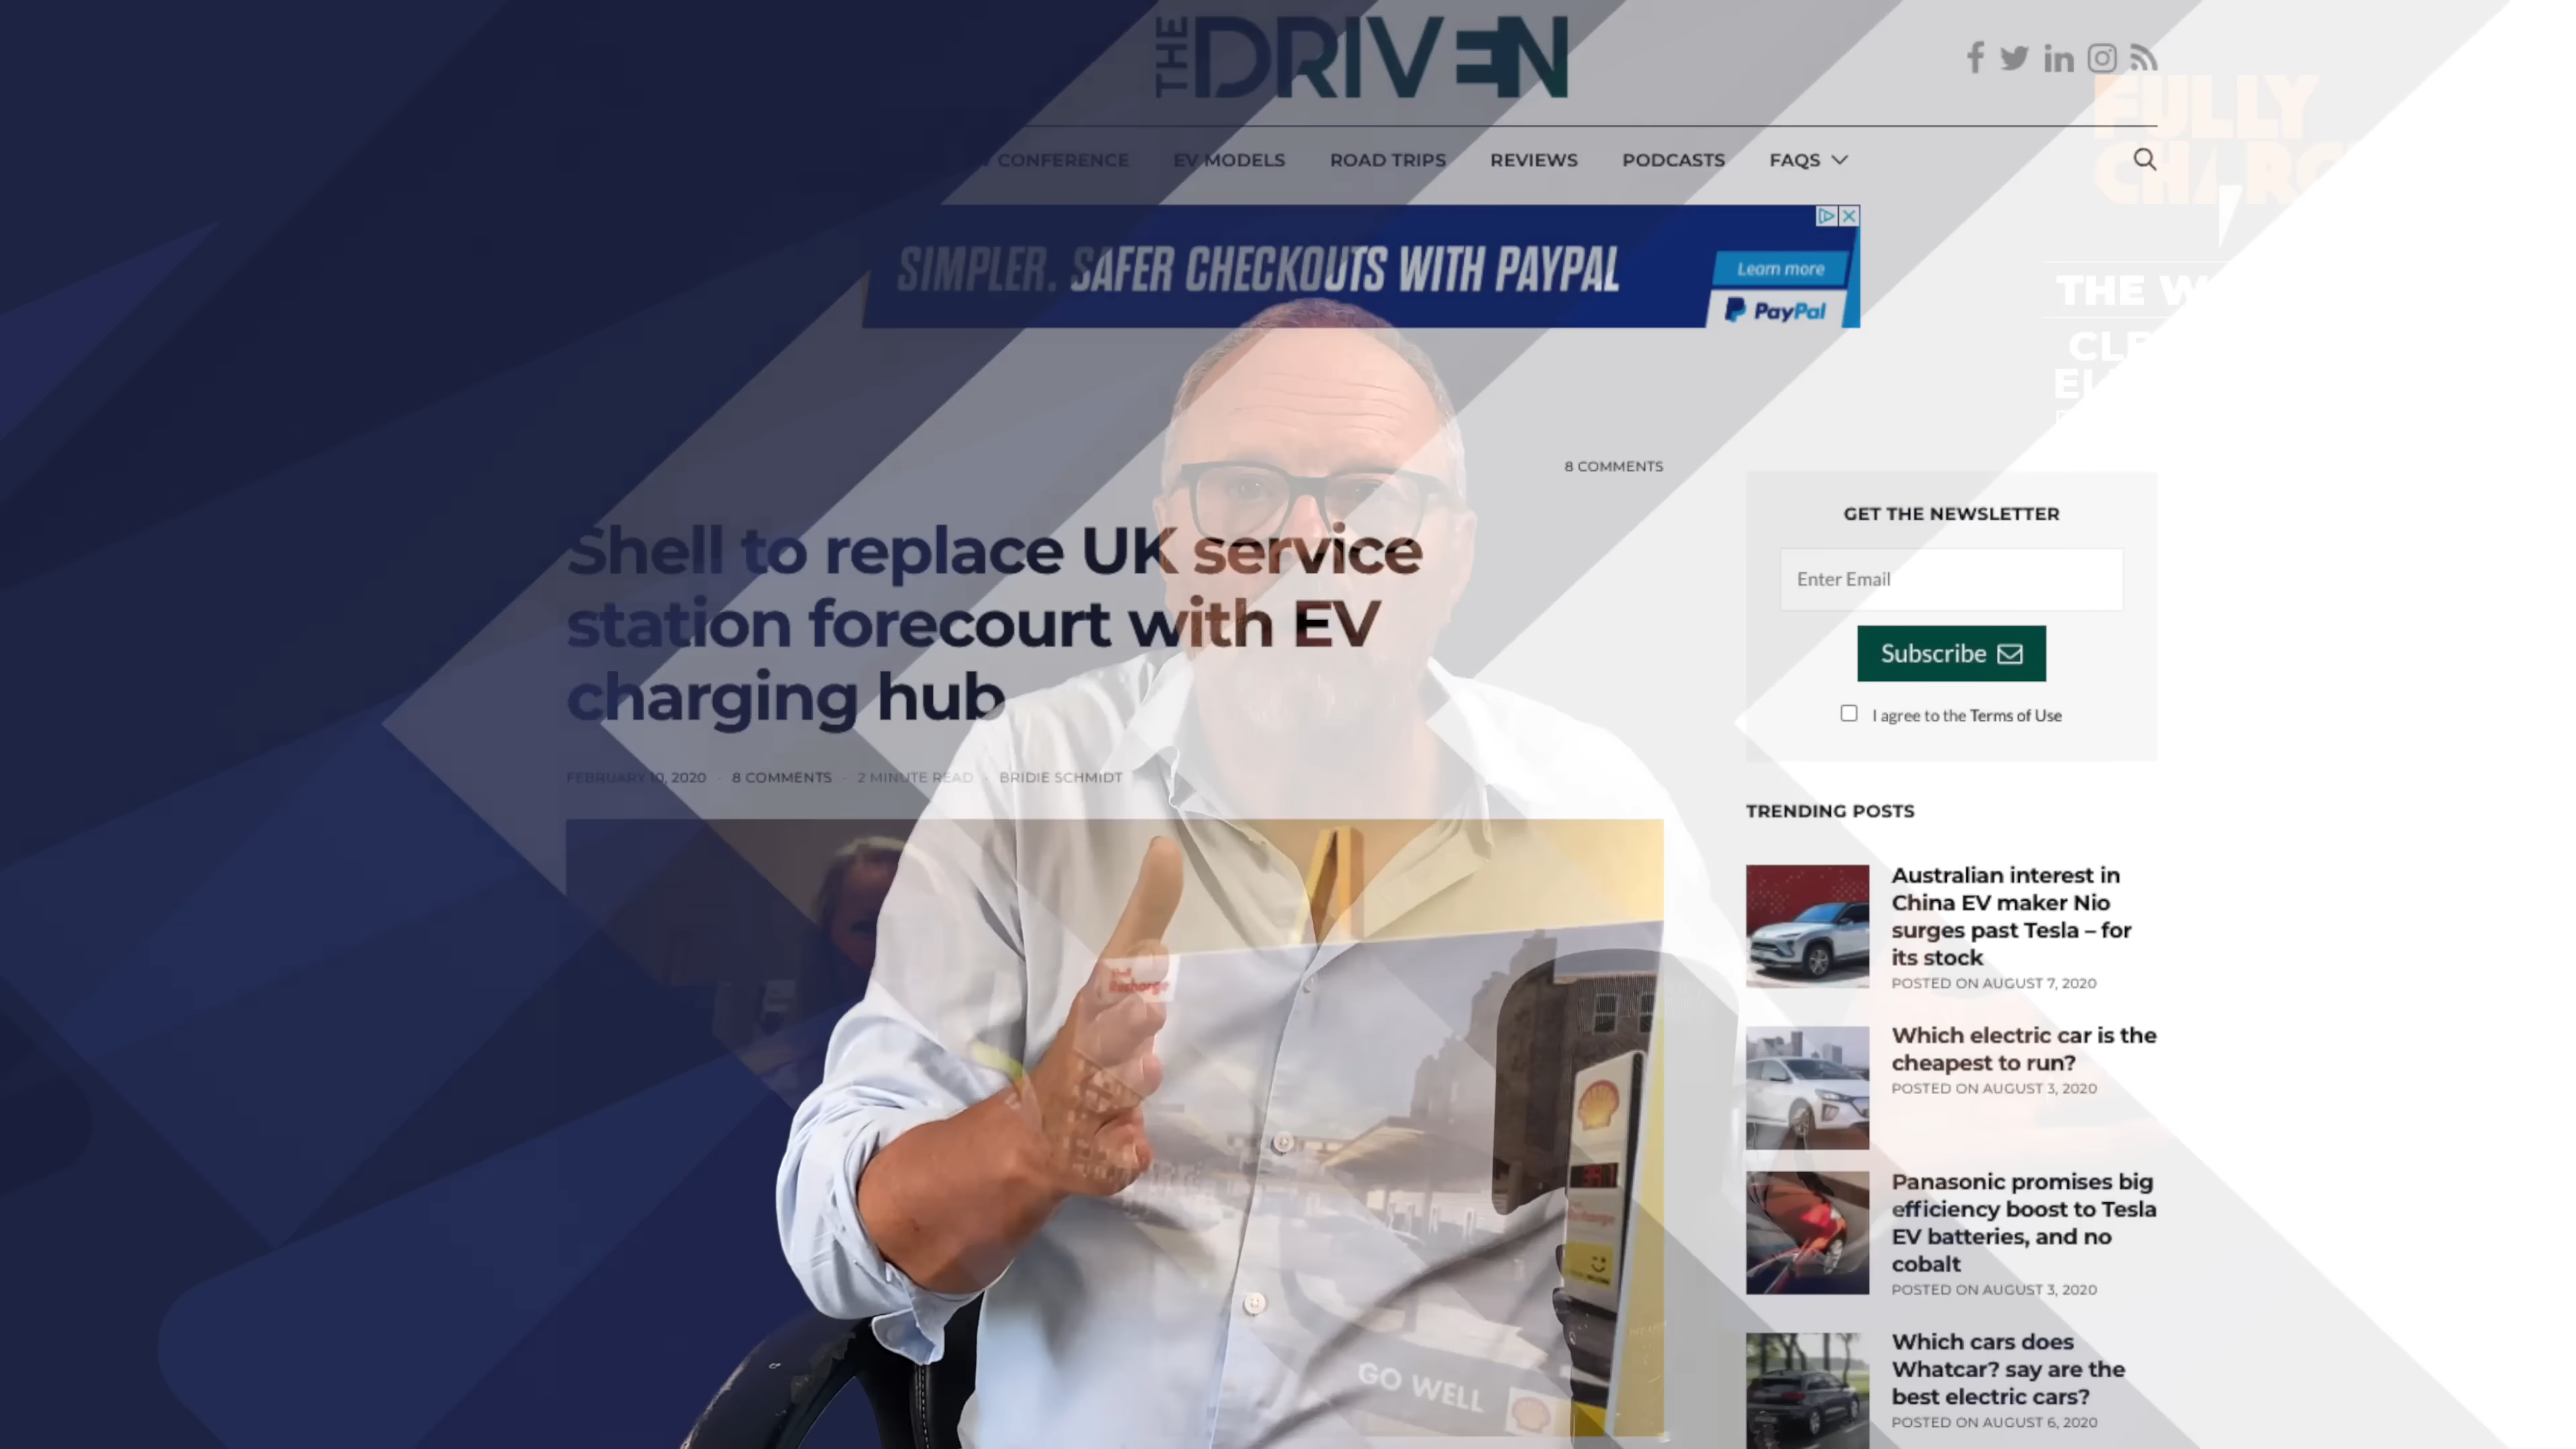 THE DRIVEN
FULLY
CONFERENCE EV MODELS ROAD TRIPS REVIEWS PODCASTS FAQS
SIMPLER. SAFER CHECKOUTS WITH PAYPAL
Learn more
PayPal
THE
8 COMMENTS
Shell to replace UK service
station forecourt with EV
charging hub
FEBRUARY 10, 2020 · 8 COMMENTS · 2 MINUTE READ · BRIDIE SCHMIDT
Shell
Recharge
Recharge
GO WELL
GET THE NEWSLETTER
Enter Email
Subscribe
I agree to the Terms of Use
TRENDING POSTS
Australian interest in
China EV maker Nio
surges past Tesla – for
its stock
POSTED ON AUGUST 7, 2020
Which electric car is the
cheapest to run?
POSTED ON AUGUST 3, 2020
Panasonic promises big
efficiency boost to Tesla
EV batteries, and no
cobalt
POSTED ON AUGUST 3, 2020
Which cars does
Whatcar? say are the
best electric cars?
POSTED ON AUGUST 6, 2020